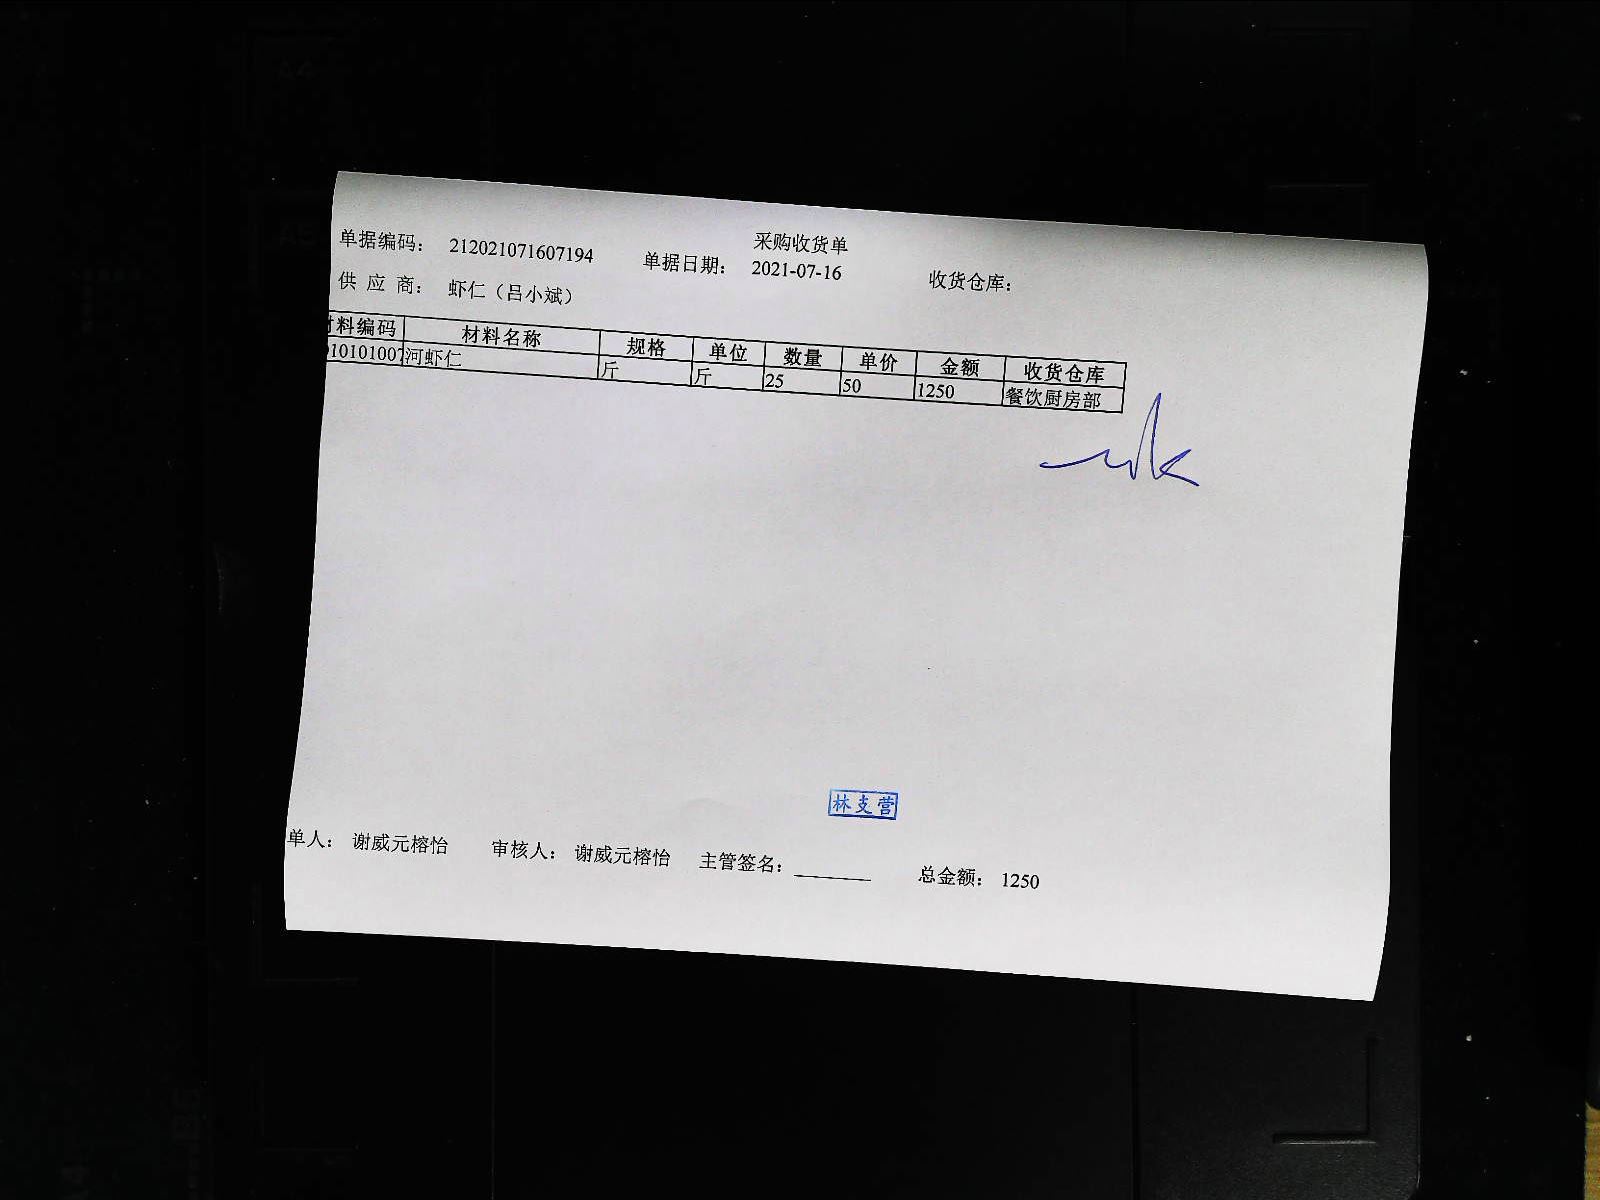 采购收货单
单据编码： 212021071607194 单据日期： 2021-07-16 收货仓库：
供 应 商： 虾仁（吕小斌）
材料编码 材料名称 规格 单位 数量 单价 金额 收货仓库
010101007 河虾仁 斤 斤 25 50 1250 餐饮厨房部
林支营
单人： 谢威元榕怡 审核人： 谢威元榕怡 主管签名：________ 总金额： 1250